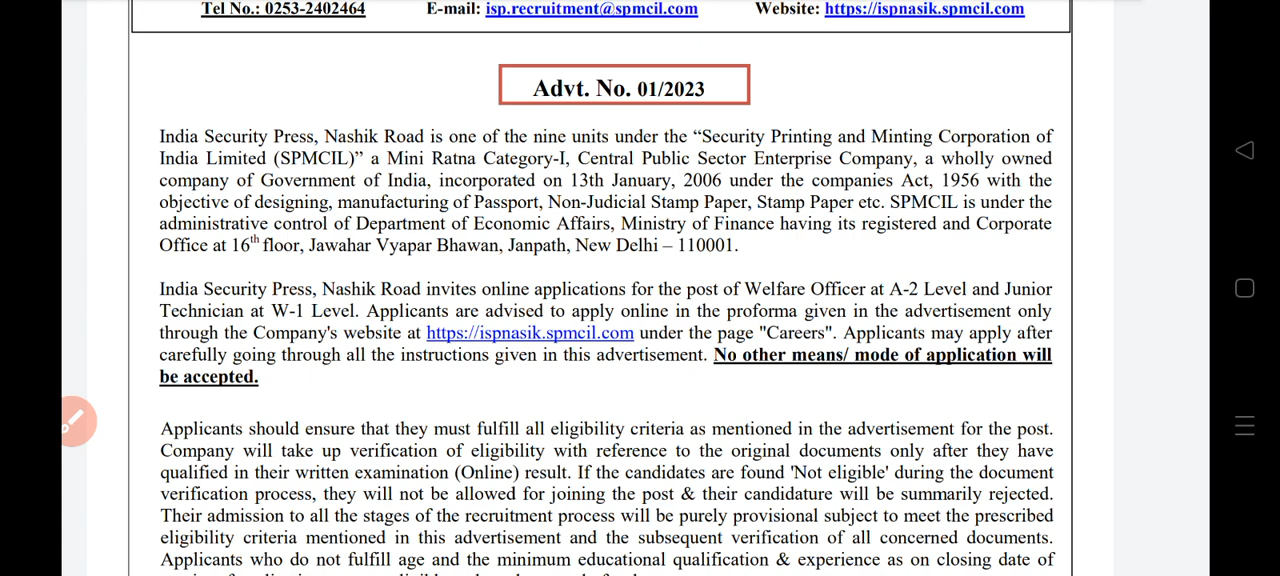 Tel No.: 0253-2402464 E-mail: isp.recruitment@spmcil.com Website: https://ispnasik.spmcil.com
Advt. No. 01/2023
India Security Press, Nashik Road is one of the nine units under the “Security Printing and Minting Corporation of
India Limited (SPMCIL)” a Mini Ratna Category-I, Central Public Sector Enterprise Company, a wholly owned
company of Government of India, incorporated on 13th January, 2006 under the companies Act, 1956 with the
objective of designing, manufacturing of Passport, Non-Judicial Stamp Paper, Stamp Paper etc. SPMCIL is under the
administrative control of Department of Economic Affairs, Ministry of Finance having its registered and Corporate
Office at 16th floor, Jawahar Vyapar Bhawan, Janpath, New Delhi – 110001.
India Security Press, Nashik Road invites online applications for the post of Welfare Officer at A-2 Level and Junior
Technician at W-1 Level. Applicants are advised to apply online in the proforma given in the advertisement only
through the Company's website at https://ispnasik.spmcil.com under the page "Careers". Applicants may apply after
carefully going through all the instructions given in this advertisement. No other means/ mode of application will
be accepted.
Applicants should ensure that they must fulfill all eligibility criteria as mentioned in the advertisement for the post.
Company will take up verification of eligibility with reference to the original documents only after they have
qualified in their written examination (Online) result. If the candidates are found 'Not eligible' during the document
verification process, they will not be allowed for joining the post & their candidature will be summarily rejected.
Their admission to all the stages of the recruitment process will be purely provisional subject to meet the prescribed
eligibility criteria mentioned in this advertisement and the subsequent verification of all concerned documents.
Applicants who do not fulfill age and the minimum educational qualification & experience as on closing date of